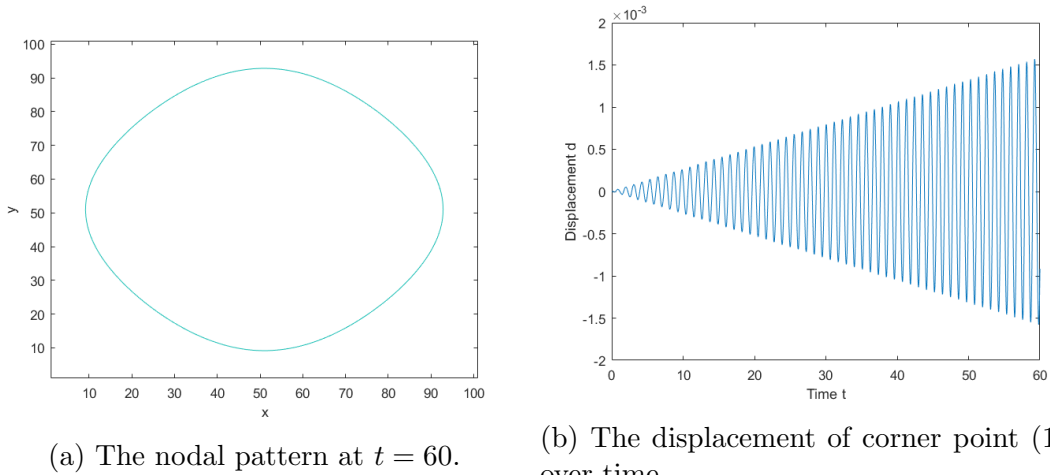 100
90
80
70
60
50
40
30
20
10
y
10 20 30 40 50 60 70 80 90 100
x
(a) The nodal pattern at t = 60.
×10⁻³
2
1.5
1
0.5
0
-0.5
-1
-1.5
-2
Displacement d
0 10 20 30 40 50 60
Time t
(b) The displacement of corner point (1
over time